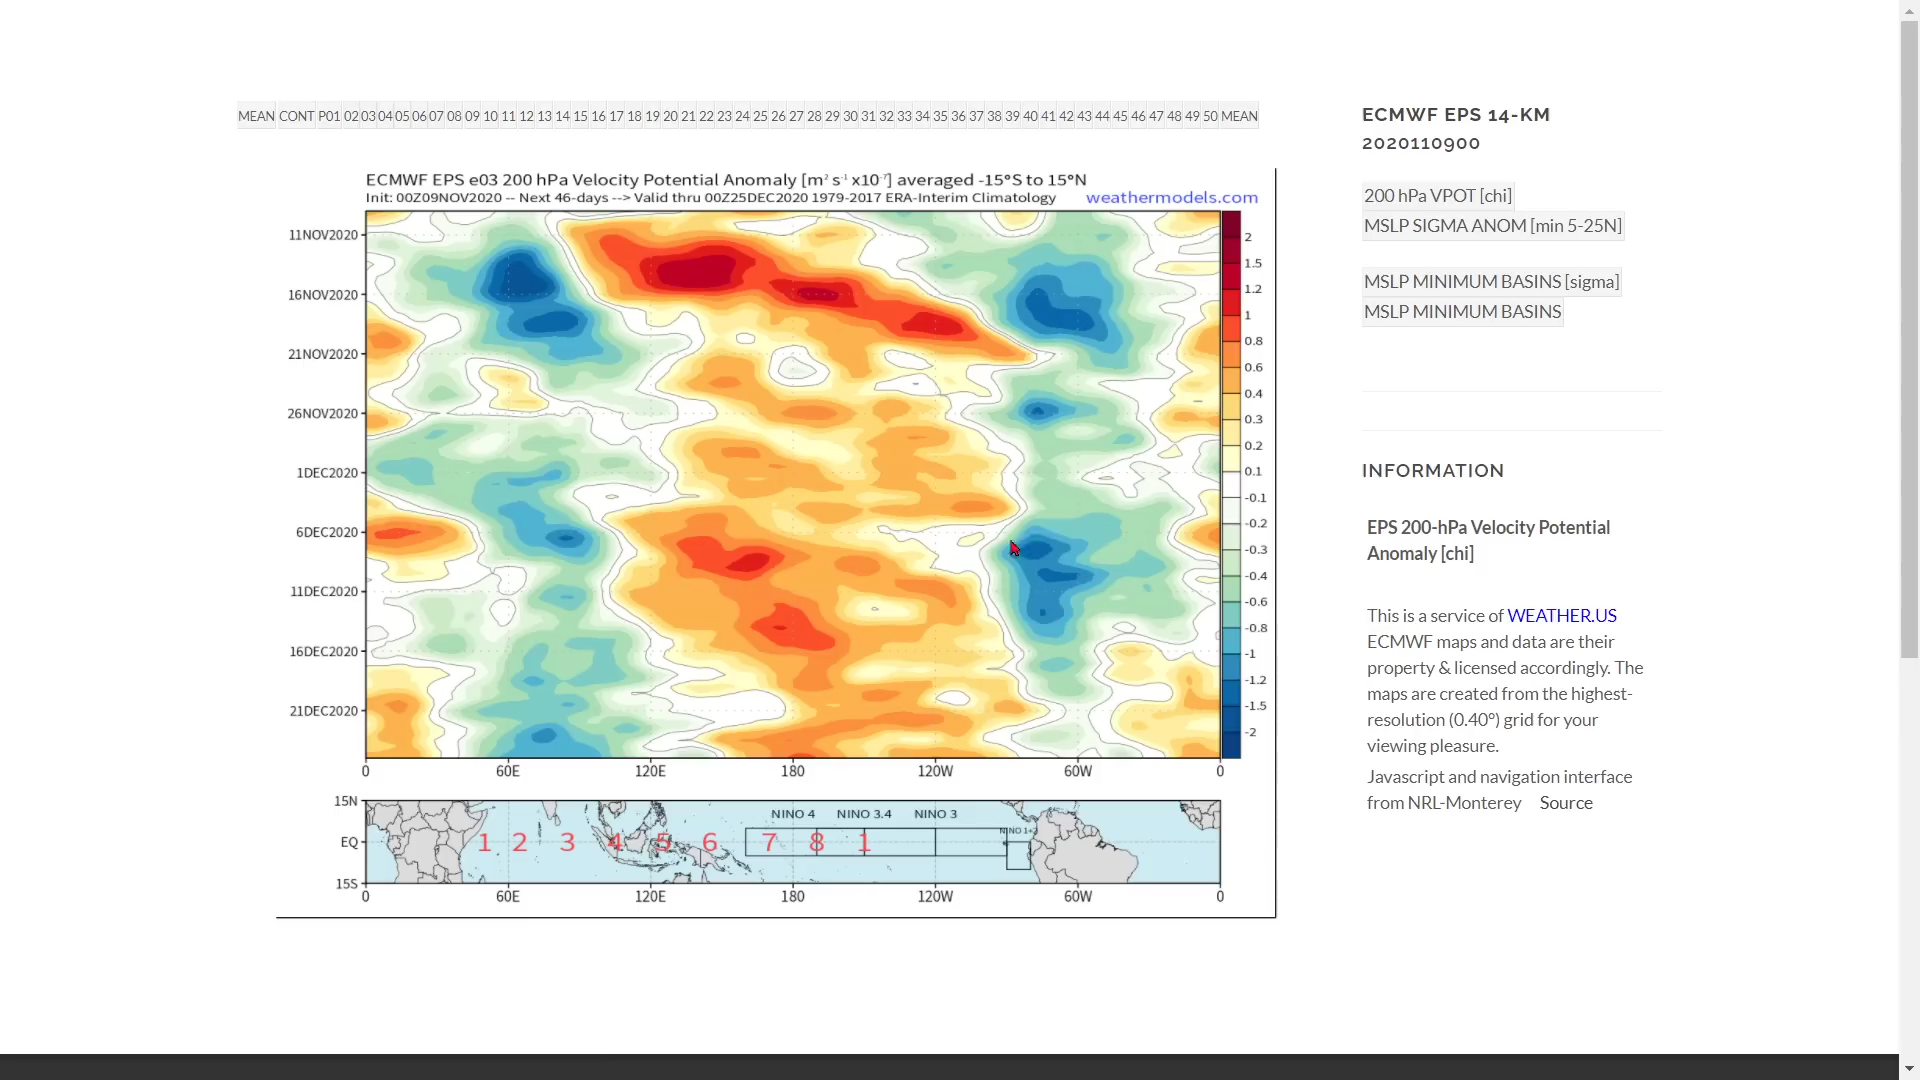 MEAN CONT P01 02 03 04 05 06 07 08 09 10 11 12 13 14 15 16 17 18 19 20 21 22 23 24 25 26 27 28 29 30 31 32 33 34 35 36 37 38 39 40 41 42 43 44 45 46 47 48 49 50 MEAN
ECMWF EPS e03 200 hPa Velocity Potential Anomaly [m² s⁻¹ x10⁻⁷] averaged -15°S to 15°N
Init: 00Z09NOV2020 -- Next 46-days --> Valid thru 00Z25DEC2020 1979-2017 ERA-Interim Climatology
weathermodels.com
11NOV2020
16NOV2020
21NOV2020
26NOV2020
1DEC2020
6DEC2020
11DEC2020
16DEC2020
21DEC2020
2
1.5
1.2
1
0.8
0.6
0.4
0.3
0.2
0.1
-0.1
-0.2
-0.3
-0.4
-0.6
-0.8
-1
-1.2
-1.5
-2
0 60E 120E 180 120W 60W 0
15N
EQ
15S
NINO 4 NINO 3.4 NINO 3
NINO 1+2
1 2 3 4 5 6 7 8 1
0 60E 120E 180 120W 60W 0
ECMWF EPS 14-KM
2020110900
200 hPa VPOT [chi]
MSLP SIGMA ANOM [min 5-25N]
MSLP MINIMUM BASINS [sigma]
MSLP MINIMUM BASINS
INFORMATION
EPS 200-hPa Velocity Potential
Anomaly [chi]
This is a service of WEATHER.US
ECMWF maps and data are their
property & licensed accordingly. The
maps are created from the highest-
resolution (0.40º) grid for your
viewing pleasure.
Javascript and navigation interface
from NRL-Monterey Source